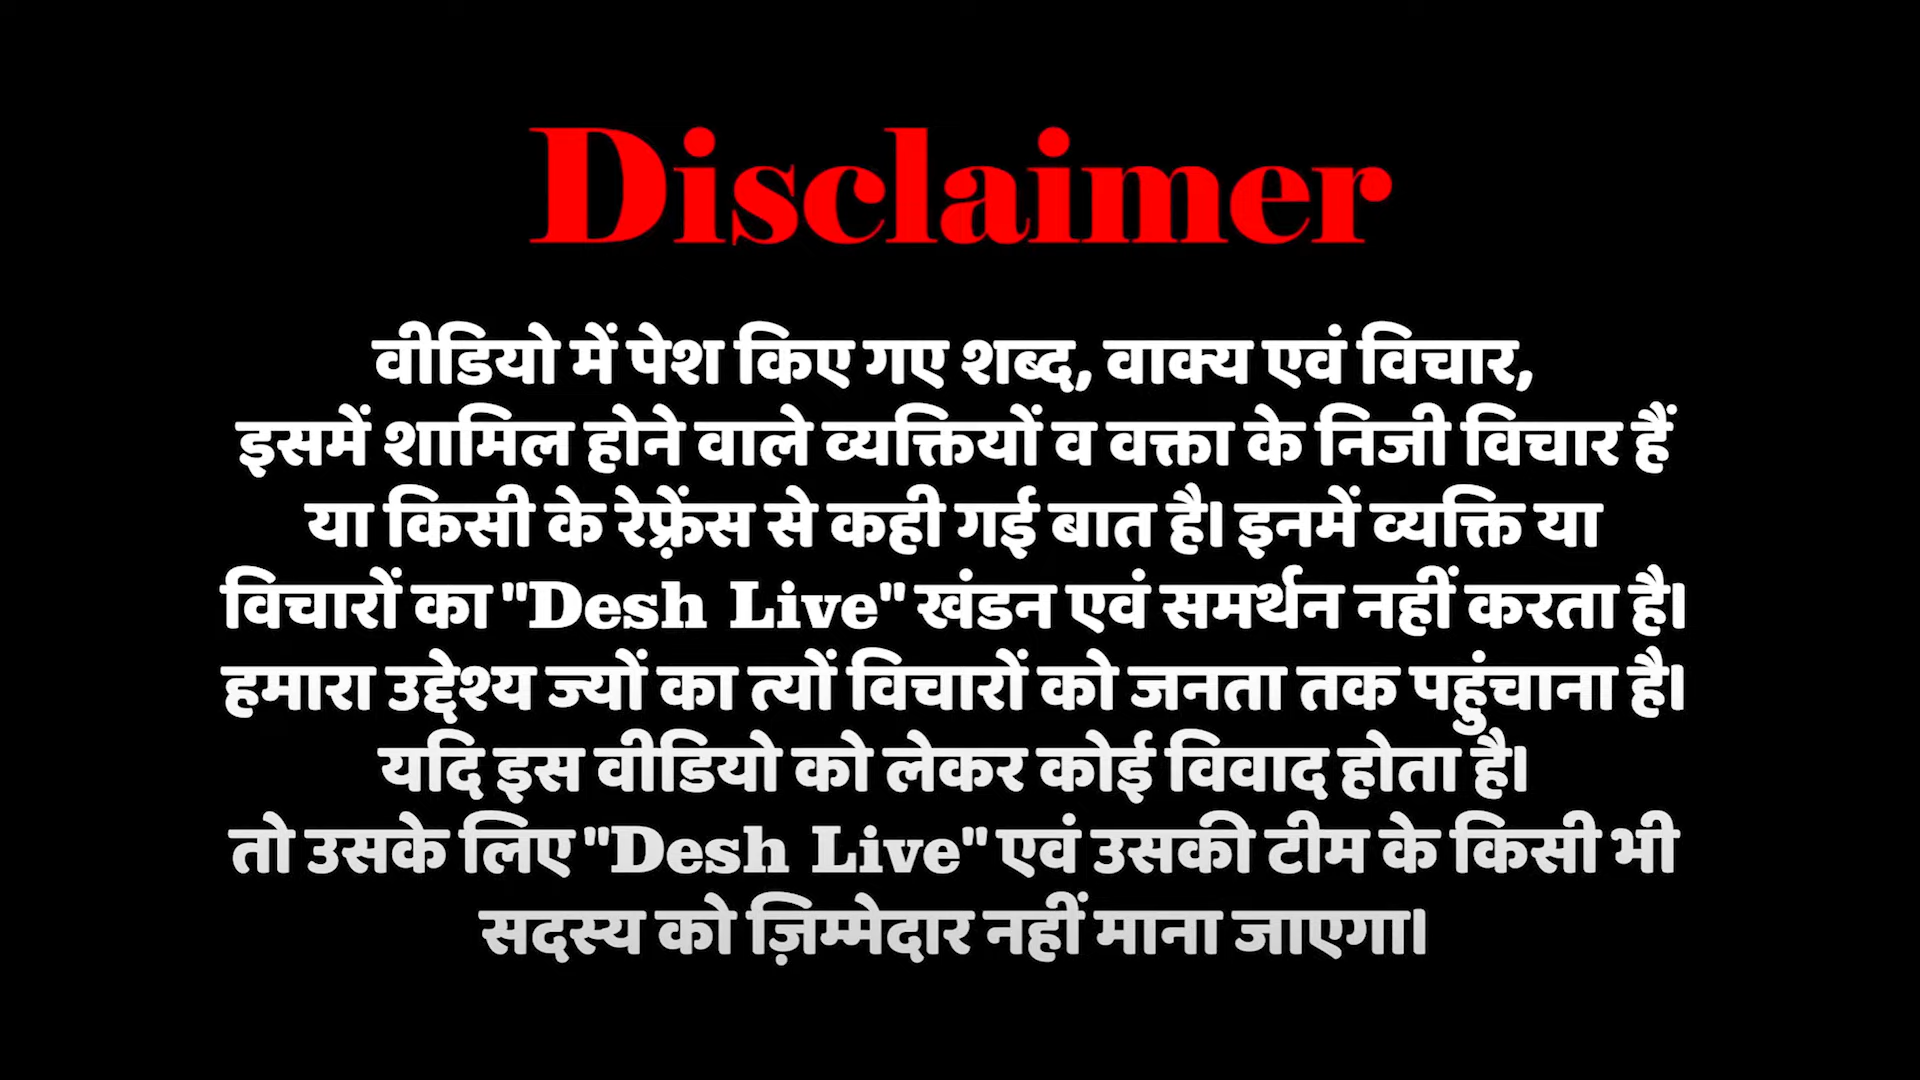 Disclaimer
वीडियो में पेश किए गए शब्द, वाक्य एवं विचार,
इसमें शामिल होने वाले व्यक्तियों व वक्ता के निजी विचार हैं
या किसी के रेफ़्रेंस से कही गई बात है। इनमें व्यक्ति या
विचारों का "Desh Live" खंडन एवं समर्थन नहीं करता है।
हमारा उद्देश्य ज्यों का त्यों विचारों को जनता तक पहुंचाना है।
यदि इस वीडियो को लेकर कोई विवाद होता है।
तो उसके लिए "Desh Live" एवं उसकी टीम के किसी भी
सदस्य को ज़िम्मेदार नहीं माना जाएगा।